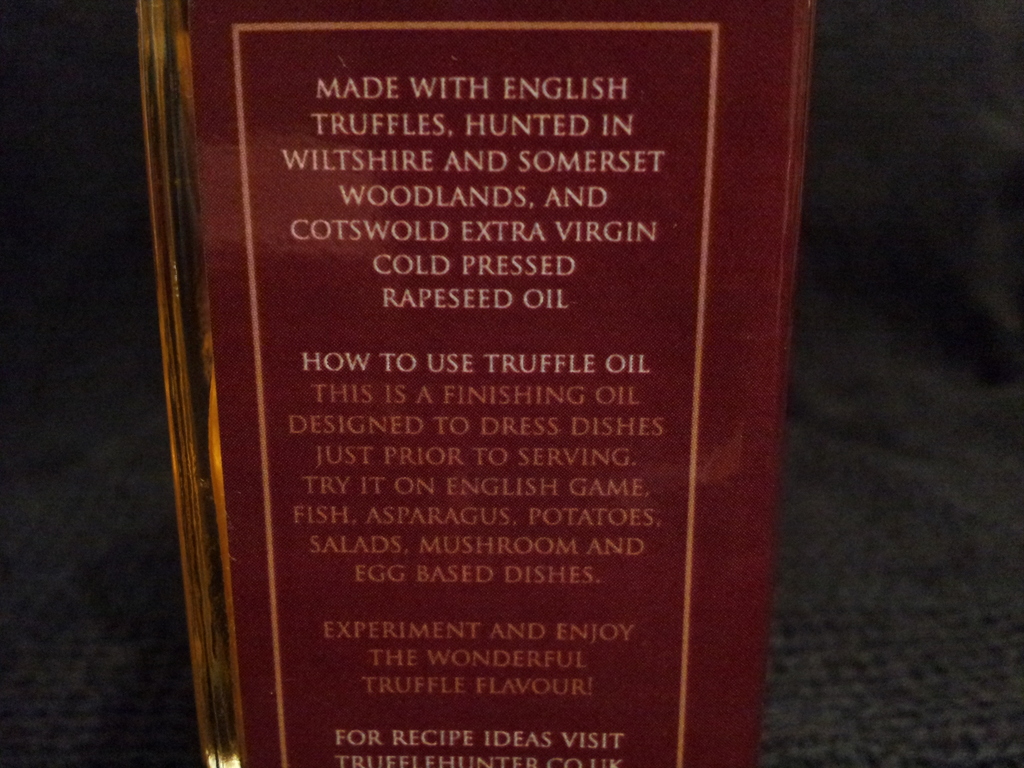 MADE WITH ENGLISH
TRUFFLES, HUNTED IN
WILTSHIRE AND SOMERSET
WOODLANDS, AND
COTSWOLD EXTRA VIRGIN
COLD PRESSED
RAPESEED OIL
HOW TO USE TRUFFLE OIL
THIS IS A FINISHING OIL
DESIGNED TO DRESS DISHES
JUST PRIOR TO SERVING.
TRY IT ON ENGLISH GAME,
FISH, ASPARAGUS, POTATOES,
SALADS, MUSHROOM AND
EGG BASED DISHES.
EXPERIMENT AND ENJOY
THE WONDERFUL
TRUFFLE FLAVOUR!
FOR RECIPE IDEAS VISIT
TRUFFLEHUNTER.CO.UK